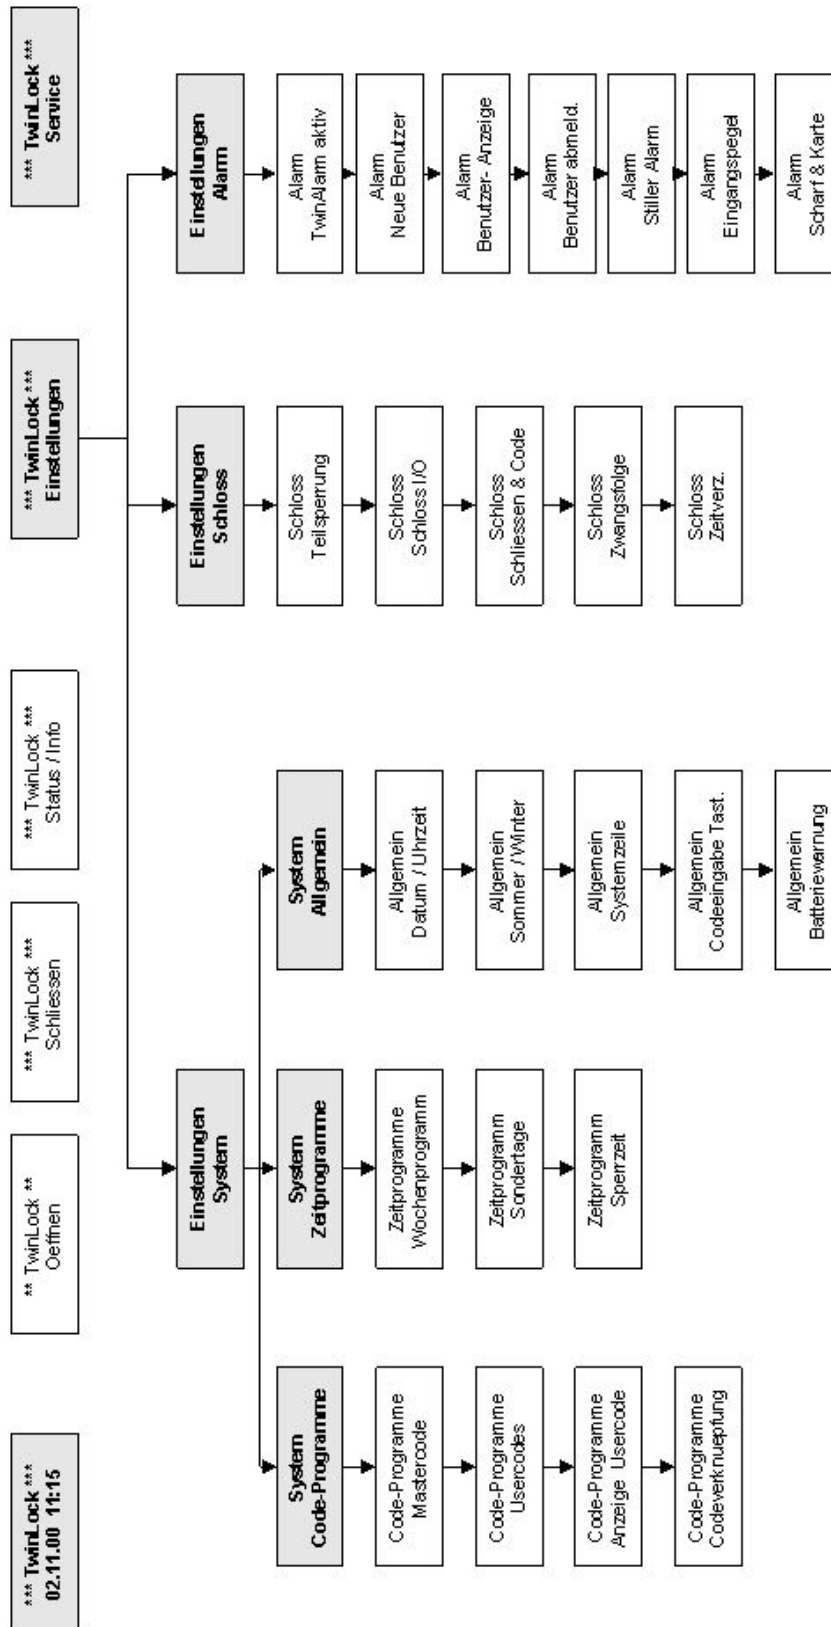 *** TwinLock ***
02.11.00 11:15
** TwinLock **
Oeffnen
*** TwinLock ***
Schliessen
*** TwinLock ***
Status / Info
*** TwinLock ***
Einstellungen
*** TwinLock ***
Service
Einstellungen
System
Einstellungen
Schloss
Einstellungen
Alarm
System
Code-Programme
Code-Programme
Mastercode
Code-Programme
Usercodes
Code-Programme
Anzeige Usercode
Code-Programme
Codeverknuepfung
System
Zeitprogramme
Zeitprogramme
Wochenprogramm
Zeitprogramm
Sondertage
Zeitprogramm
Sperrzeit
System
Allgemein
Allgemein
Datum / Uhrzeit
Allgemein
Sommer / Winter
Allgemein
Systemzeile
Allgemein
Codeeingabe Tast.
Allgemein
Batteriewarnung
Schloss
Teilsperrung
Schloss
Schloss I/O
Schloss
Schliessen & Code
Schloss
Zwangsfolge
Schloss
Zeitverz.
Alarm
TwinAlarm aktiv
Alarm
Neue Benutzer
Alarm
Benutzer- Anzeige
Alarm
Benutzer abmeld.
Alarm
Stiller Alarm
Alarm
Eingangspegel
Alarm
Scharf & Karte